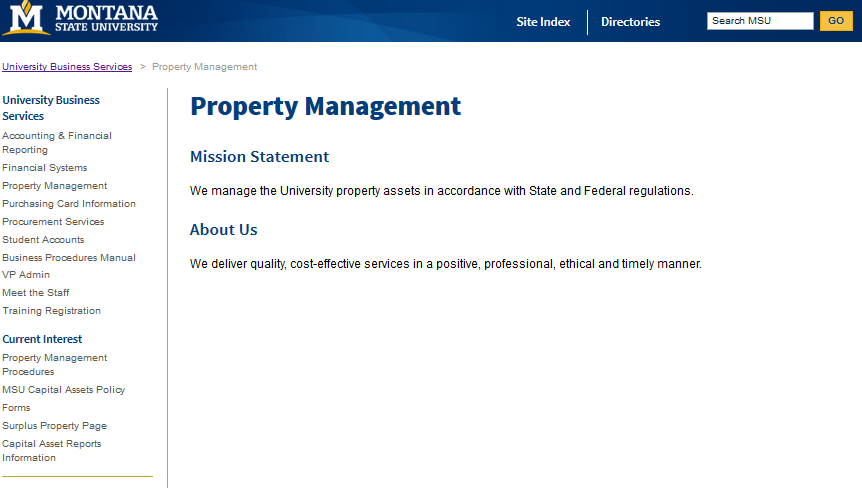 MONTANA
STATE UNIVERSITY
Site Index
Directories
Search MSU
GO
University Business Services > Property Management
University Business
Services
Accounting & Financial
Reporting
Financial Systems
Property Management
Purchasing Card Information
Procurement Services
Student Accounts
Business Procedures Manual
VP Admin
Meet the Staff
Training Registration
Current Interest
Property Management
Procedures
MSU Capital Assets Policy
Forms
Surplus Property Page
Capital Asset Reports
Information
Property Management
Mission Statement
We manage the University property assets in accordance with State and Federal regulations.
About Us
We deliver quality, cost-effective services in a positive, professional, ethical and timely manner.